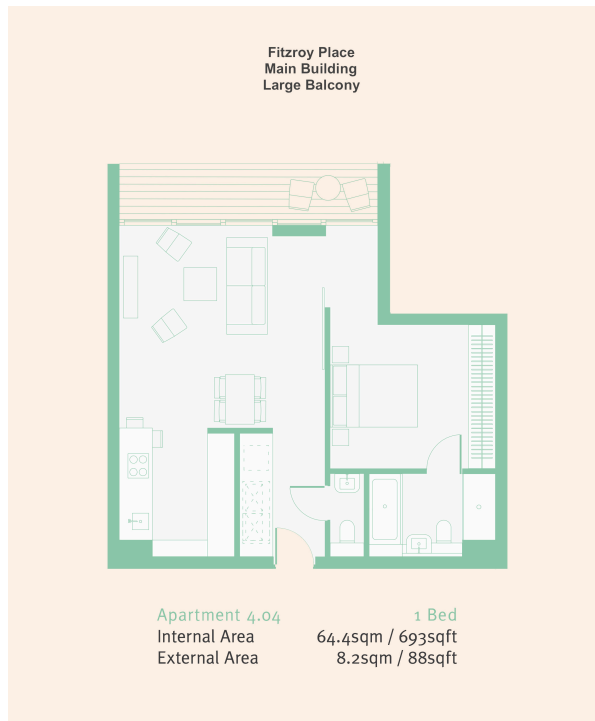 Fitzroy Place
Main Building
Large Balcony
Apartment 4.04 1 Bed
Internal Area 64.4sqm / 693sqft
External Area 8.2sqm / 88sqft